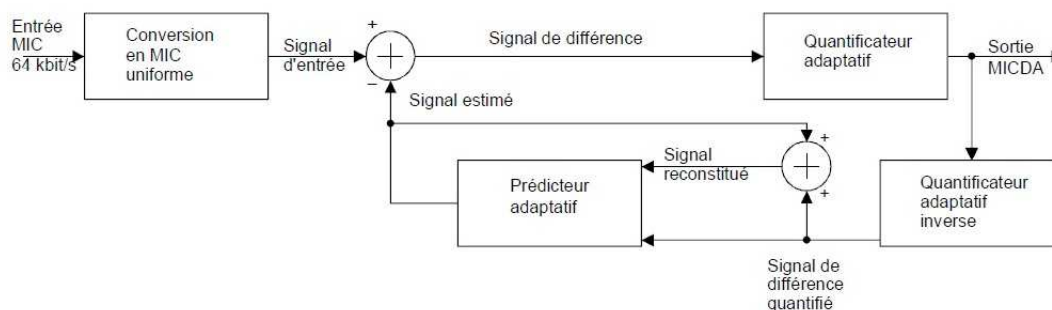 Entrée
MIC
64 kbit/s
Conversion
en MIC
uniforme
Signal
d'entrée
+
−
Signal de différence
Quantificateur
adaptatif
Sortie
MICDA
Signal estimé
+
Signal
reconstitué
+
Prédicteur
adaptatif
Quantificateur
adaptatif
inverse
Signal de
différence
quantifié